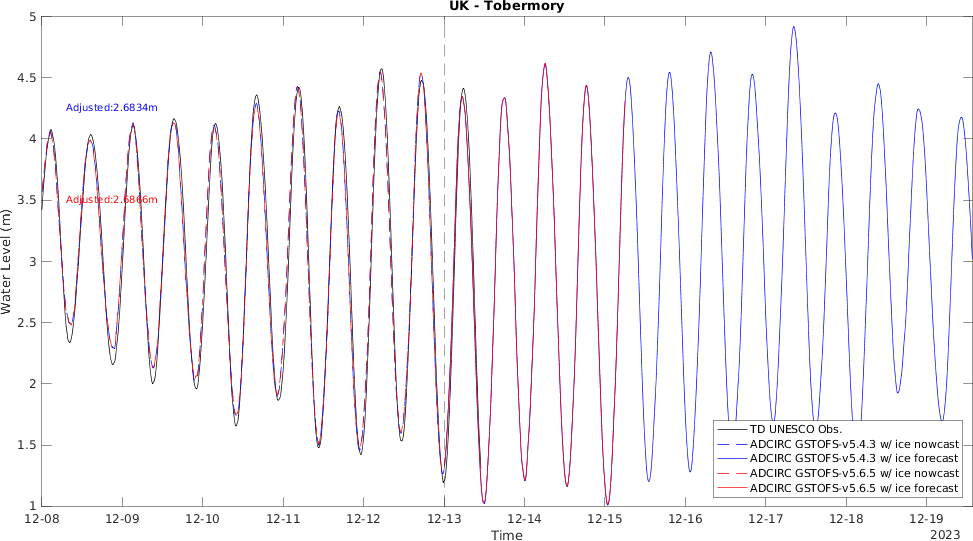 UK - Tobermory
Adjusted:2.6834m
Adjusted:2.6866m
Water Level (m)
5
4.5
4
3.5
3
2.5
2
1.5
1
TD UNESCO Obs.
ADCIRC GSTOFS-v5.4.3 w/ ice nowcast
ADCIRC GSTOFS-v5.4.3 w/ ice forecast
ADCIRC GSTOFS-v5.6.5 w/ ice nowcast
ADCIRC GSTOFS-v5.6.5 w/ ice forecast
12-08 12-09 12-10 12-11 12-12 12-13 12-14 12-15 12-16 12-17 12-18 12-19
Time
2023